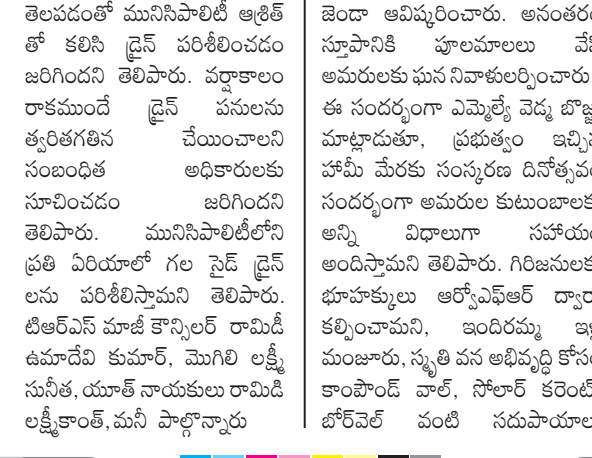 తెలపడంతో మునిసిపాలిటీ ఆశ్రిత్
తో కలిసి డ్రైన్ పరిశీలించడం
జరిగిందని తెలిపారు. వర్షాకాలం
రాకముందే డ్రైన్ పనులను
త్వరితగతిన చేయించాలని
సంబంధిత అధికారులకు
సూచించడం జరిగిందని
తెలిపారు. మునిసిపాలిటీలోని
ప్రతి ఏరియాలో గల సైడ్ డ్రైన్
లను పరిశీలిస్తామని తెలిపారు.
టిఆర్ఎస్ మాజీ కౌన్సిలర్ రామిడీ
ఉమాదేవి కుమార్, మొగిలి లక్ష్మీ
సునీత, యూత్ నాయకులు రామిడి
లక్ష్మీకాంత్, మనీ పాల్గొన్నారు
జెండా ఆవిష్కరించారు. అనంతరం
స్తూపానికి పూలమాలలు
అమరులకు ఘన నివాళులర్పించారు.
ఈ సందర్భంగా ఎమ్మెల్యే వెడ్మ బొజ్జు
మాట్లాడుతూ, ప్రభుత్వం
హామీ మేరకు సంస్కరణ దినోత్సవం
సందర్భంగా అమరుల కుటుంబాలకు
అన్ని విధాలుగా సహాయం
అందిస్తామని తెలిపారు. గిరిజనులకు
భూహక్కులు ఆర్వోఎఫ్ఆర్ ద్వారా
కల్పించామని, ఇందిరమ్మ
మంజూరు, స్మృతి వన అభివృద్ధి కోసం
కాంపౌండ్ వాల్, సోలార్ కరెంట్
బోర్‌వెల్ వంటి సదుపాయాలు